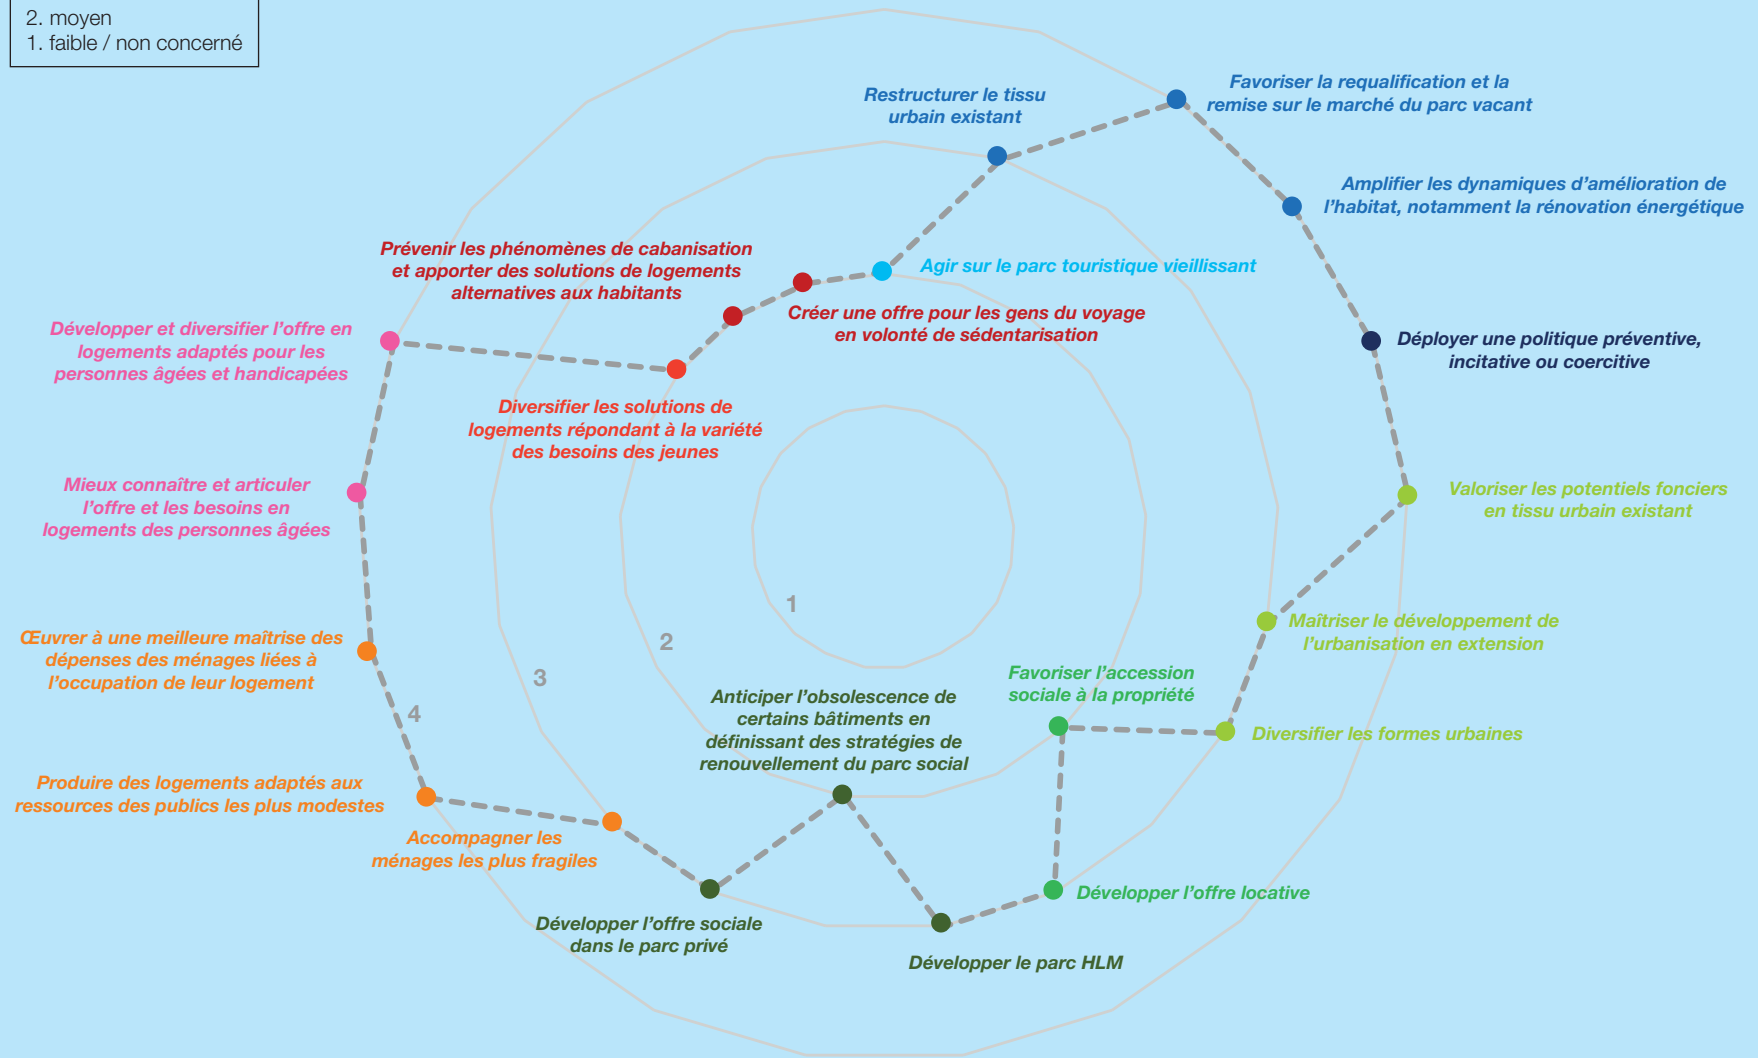 2. moyen
1. faible / non concerné
Restructurer le tissu
urbain existant
Favoriser la requalification et la
remise sur le marché du parc vacant
Amplifier les dynamiques d’amélioration de
l’habitat, notamment la rénovation énergétique
Prévenir les phénomènes de cabanisation
et apporter des solutions de logements
alternatives aux habitants
Agir sur le parc touristique vieillissant
Créer une offre pour les gens du voyage
en volonté de sédentarisation
Développer et diversifier l’offre en
logements adaptés pour les
personnes âgées et handicapées
Déployer une politique préventive,
incitative ou coercitive
Diversifier les solutions de
logements répondant à la variété
des besoins des jeunes
Mieux connaître et articuler
l’offre et les besoins en
logements des personnes âgées
Valoriser les potentiels fonciers
en tissu urbain existant
1
2
3
4
Œuvrer à une meilleure maîtrise des
dépenses des ménages liées à
l’occupation de leur logement
Maîtriser le développement de
l’urbanisation en extension
Favoriser l’accession
sociale à la propriété
Anticiper l’obsolescence de
certains bâtiments en
définissant des stratégies de
renouvellement du parc social
Diversifier les formes urbaines
Produire des logements adaptés aux
ressources des publics les plus modestes
Accompagner les
ménages les plus fragiles
Développer l’offre locative
Développer l’offre sociale
dans le parc privé
Développer le parc HLM